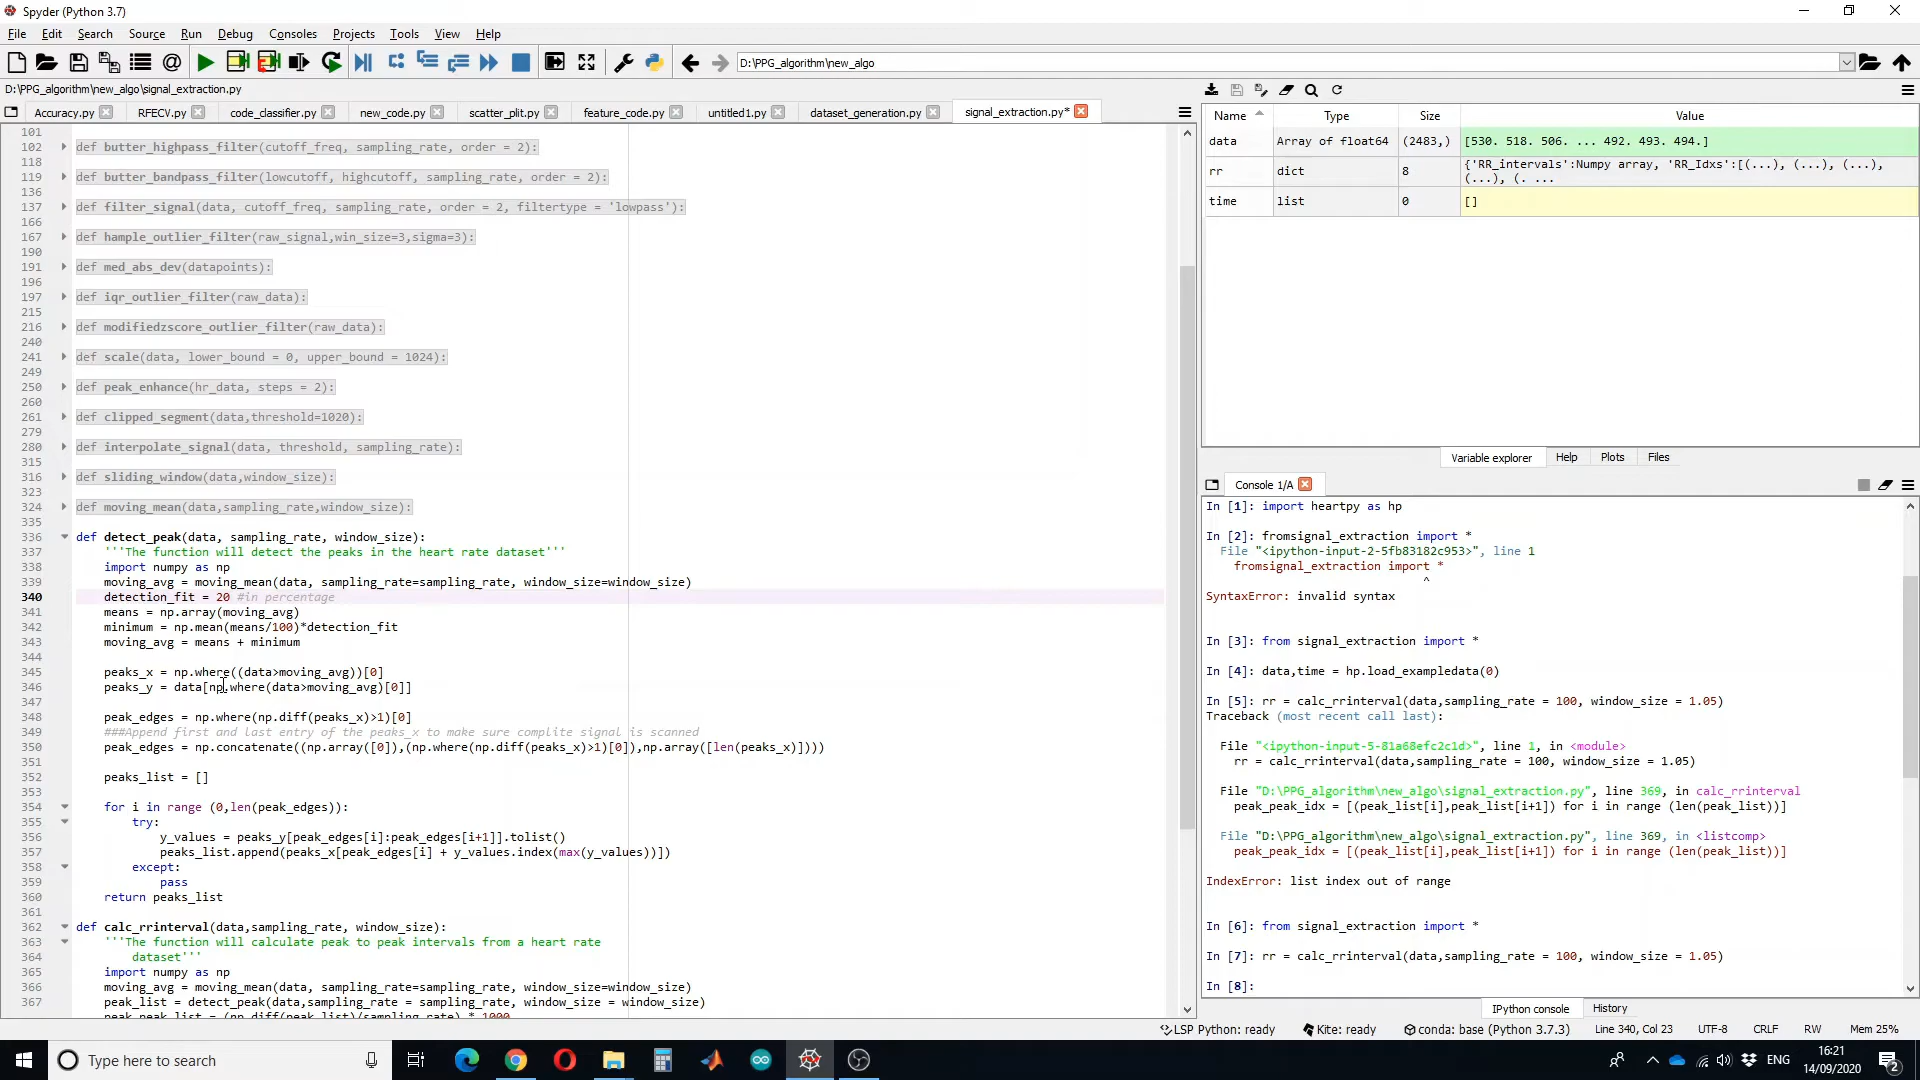 Spyder (Python 3.7)
File Edit Search Source Run Debug Consoles Projects Tools View Help
D:\PPG_algorithm\new_algo
D:\PPG_algorithm\new_algo\signal_extraction.py
Accuracy.py RFECV.py code_classifier.py new_code.py scatter_plit.py feature_code.py untitled1.py dataset_generation.py signal_extraction.py*
101
102 def butter_highpass_filter(cutoff_freq, sampling_rate, order = 2):
118
119 def butter_bandpass_filter(lowcutoff, highcutoff, sampling_rate, order = 2):
136
137 def filter_signal(data, cutoff_freq, sampling_rate, order = 2, filtertype = 'lowpass'):
166
167 def hample_outlier_filter(raw_signal,win_size=3,sigma=3):
190
191 def med_abs_dev(datapoints):
196
197 def iqr_outlier_filter(raw_data):
215
216 def modifiedzscore_outlier_filter(raw_data):
240
241 def scale(data, lower_bound = 0, upper_bound = 1024):
249
250 def peak_enhance(hr_data, steps = 2):
260
261 def clipped_segment(data,threshold=1020):
279
280 def interpolate_signal(data, threshold, sampling_rate):
315
316 def sliding_window(data,window_size):
323
324 def moving_mean(data,sampling_rate,window_size):
335
336 def detect_peak(data, sampling_rate, window_size):
337 '''The function will detect the peaks in the heart rate dataset'''
338 import numpy as np
339 moving_avg = moving_mean(data, sampling_rate=sampling_rate, window_size=window_size)
340 detection_fit = 20 #in percentage
341 means = np.array(moving_avg)
342 minimum = np.mean(means/100)*detection_fit
343 moving_avg = means + minimum
344
345 peaks_x = np.where((data>moving_avg))[0]
346 peaks_y = data[np.where(data>moving_avg)[0]]
347
348 peak_edges = np.where(np.diff(peaks_x)>1)[0]
349 ###Append first and last entry of the peaks_x to make sure complite signal is scanned
350 peak_edges = np.concatenate((np.array([0]),(np.where(np.diff(peaks_x)>1)[0]),np.array([len(peaks_x)])))
351
352 peaks_list = []
353
354 for i in range (0,len(peak_edges)):
355 try:
356 y_values = peaks_y[peak_edges[i]:peak_edges[i+1]].tolist()
357 peaks_list.append(peaks_x[peak_edges[i] + y_values.index(max(y_values))])
358 except:
359 pass
360 return peaks_list
361
362 def calc_rrinterval(data,sampling_rate, window_size):
363 '''The function will calculate peak to peak intervals from a heart rate
364 dataset'''
365 import numpy as np
366 moving_avg = moving_mean(data, sampling_rate=sampling_rate, window_size=window_size)
367 peak_list = detect_peak(data,sampling_rate = sampling_rate, window_size = window_size)
peak_peak_list = (np.diff(peak_list)/sampling_rate) * 1000
Name Type Size Value
data Array of float64 (2483,) [530. 518. 506. ... 492. 493. 494.]
rr dict 8 {'RR_intervals':Numpy array, 'RR_Idxs':[(...), (...), (...),
(...), (. ...
time list 0 []
Variable explorer Help Plots Files
Console 1/A
In [1]: import heartpy as hp
In [2]: fromsignal_extraction import *
File "<ipython-input-2-5fb83182c953>", line 1
fromsignal_extraction import *
^
SyntaxError: invalid syntax
In [3]: from signal_extraction import *
In [4]: data,time = hp.load_exampledata(0)
In [5]: rr = calc_rrinterval(data,sampling_rate = 100, window_size = 1.05)
Traceback (most recent call last):
File "<ipython-input-5-81a68efc2c1d>", line 1, in <module>
rr = calc_rrinterval(data,sampling_rate = 100, window_size = 1.05)
File "D:\PPG_algorithm\new_algo\signal_extraction.py", line 369, in calc_rrinterval
peak_peak_idx = [(peak_list[i],peak_list[i+1]) for i in range (len(peak_list))]
File "D:\PPG_algorithm\new_algo\signal_extraction.py", line 369, in <listcomp>
peak_peak_idx = [(peak_list[i],peak_list[i+1]) for i in range (len(peak_list))]
IndexError: list index out of range
In [6]: from signal_extraction import *
In [7]: rr = calc_rrinterval(data,sampling_rate = 100, window_size = 1.05)
In [8]:
IPython console History
LSP Python: ready Kite: ready conda: base (Python 3.7.3) Line 340, Col 23 UTF-8 CRLF RW Mem 25%
Type here to search
ENG
16:21
14/09/2020
2